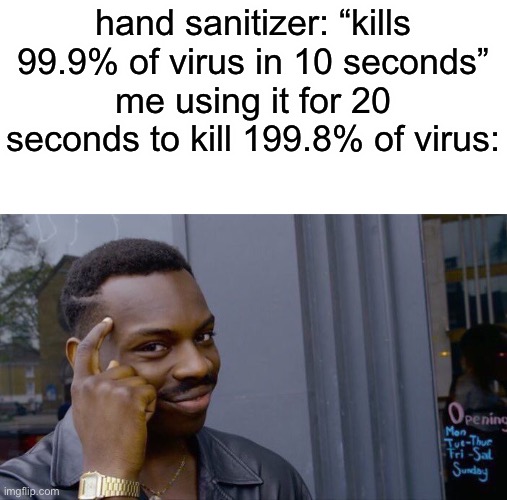 hand sanitizer: “kills
99.9% of virus in 10 seconds”
me using it for 20
seconds to kill 199.8% of virus:
Opening
Mon
Tue-Thur
Fri-Sat
Sunday
imgflip.com